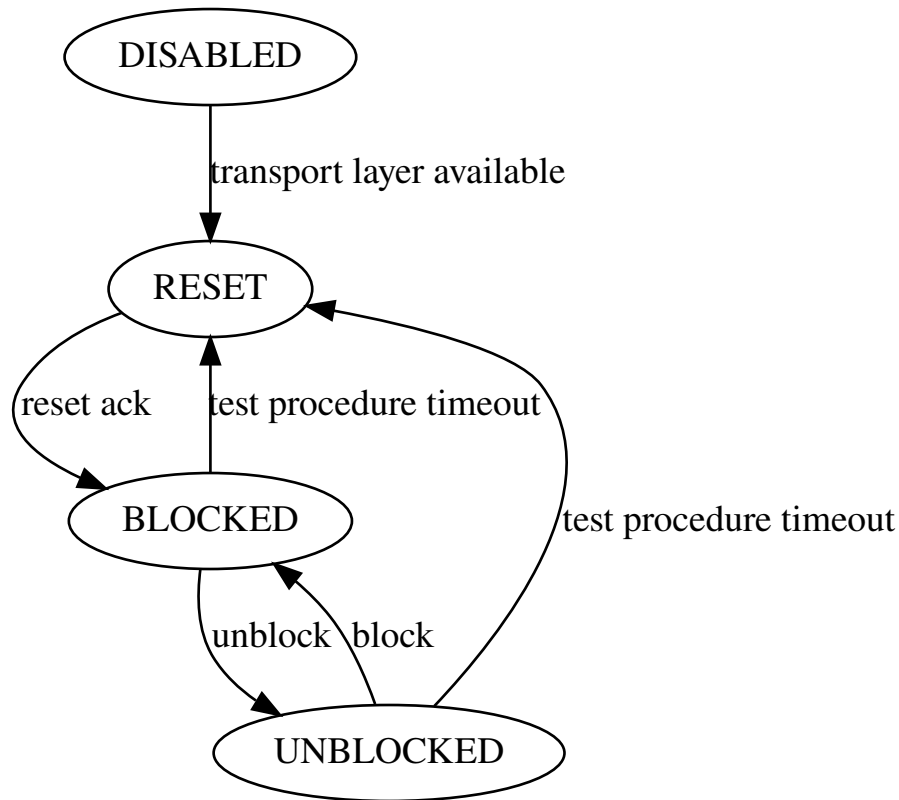 DISABLED
transport layer available
RESET
reset ack
test procedure timeout
BLOCKED
test procedure timeout
unblock
block
UNBLOCKED